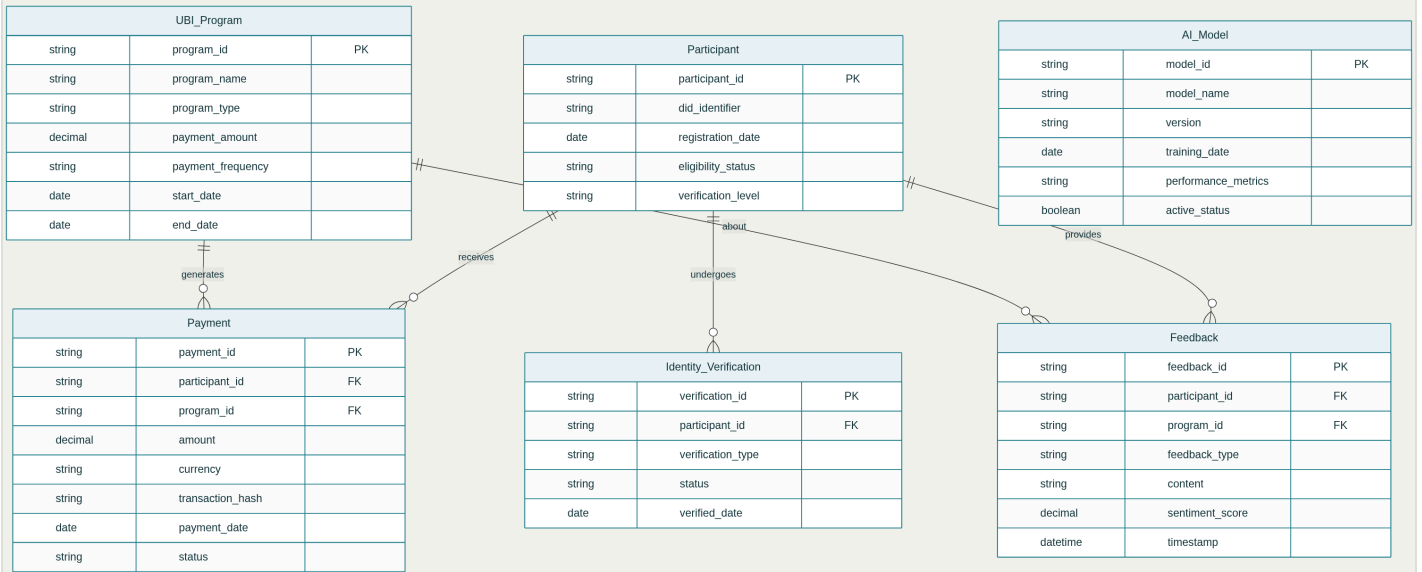 UBI_Program
string program_id PK
string program_name
string program_type
decimal payment_amount
string payment_frequency
date start_date
date end_date
Participant
string participant_id PK
string did_identifier
date registration_date
string eligibility_status
string verification_level
AI_Model
string model_id PK
string model_name
string version
date training_date
string performance_metrics
boolean active_status
generates
receives
about
undergoes
provides
Payment
string payment_id PK
string participant_id FK
string program_id FK
decimal amount
string currency
string transaction_hash
date payment_date
string status
Identity_Verification
string verification_id PK
string participant_id FK
string verification_type
string status
date verified_date
Feedback
string feedback_id PK
string participant_id FK
string program_id FK
string feedback_type
string content
decimal sentiment_score
datetime timestamp